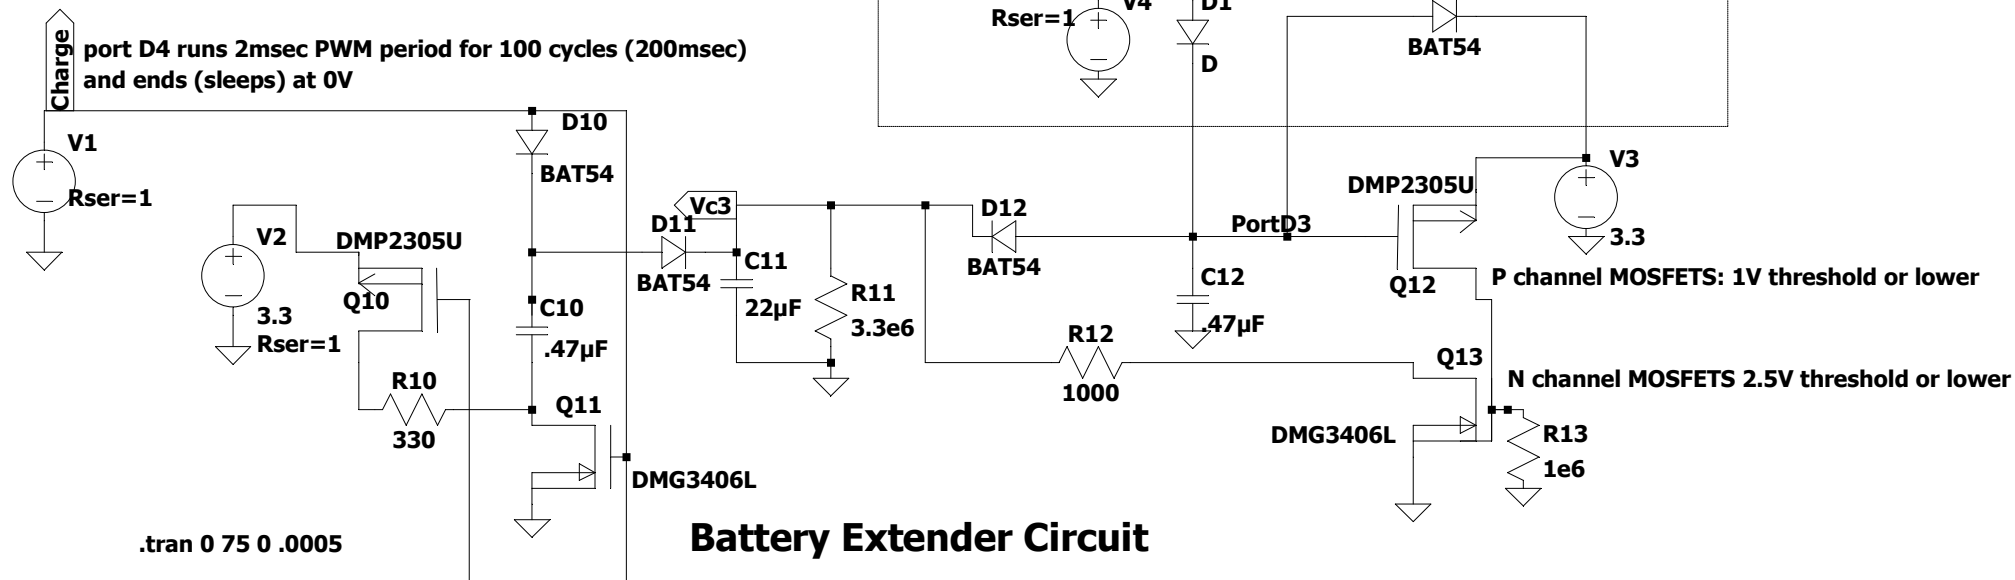 V4
D1
Rser=1
BAT54
D
Charge
port D4 runs 2msec PWM period for 100 cycles (200msec)
and ends (sleeps) at 0V
V1
Rser=1
D10
BAT54
V3
3.3
DMP2305U
Q12
P channel MOSFETS: 1V threshold or lower
V2
3.3
Rser=1
DMP2305U
Q10
D11
BAT54
Vc3
C11
22µF
R11
3.3e6
D12
BAT54
PortD3
C12
.47µF
C10
.47µF
R12
1000
Q13
DMG3406L
N channel MOSFETS 2.5V threshold or lower
R13
1e6
R10
330
Q11
DMG3406L
Battery Extender Circuit
.tran 0 75 0 .0005